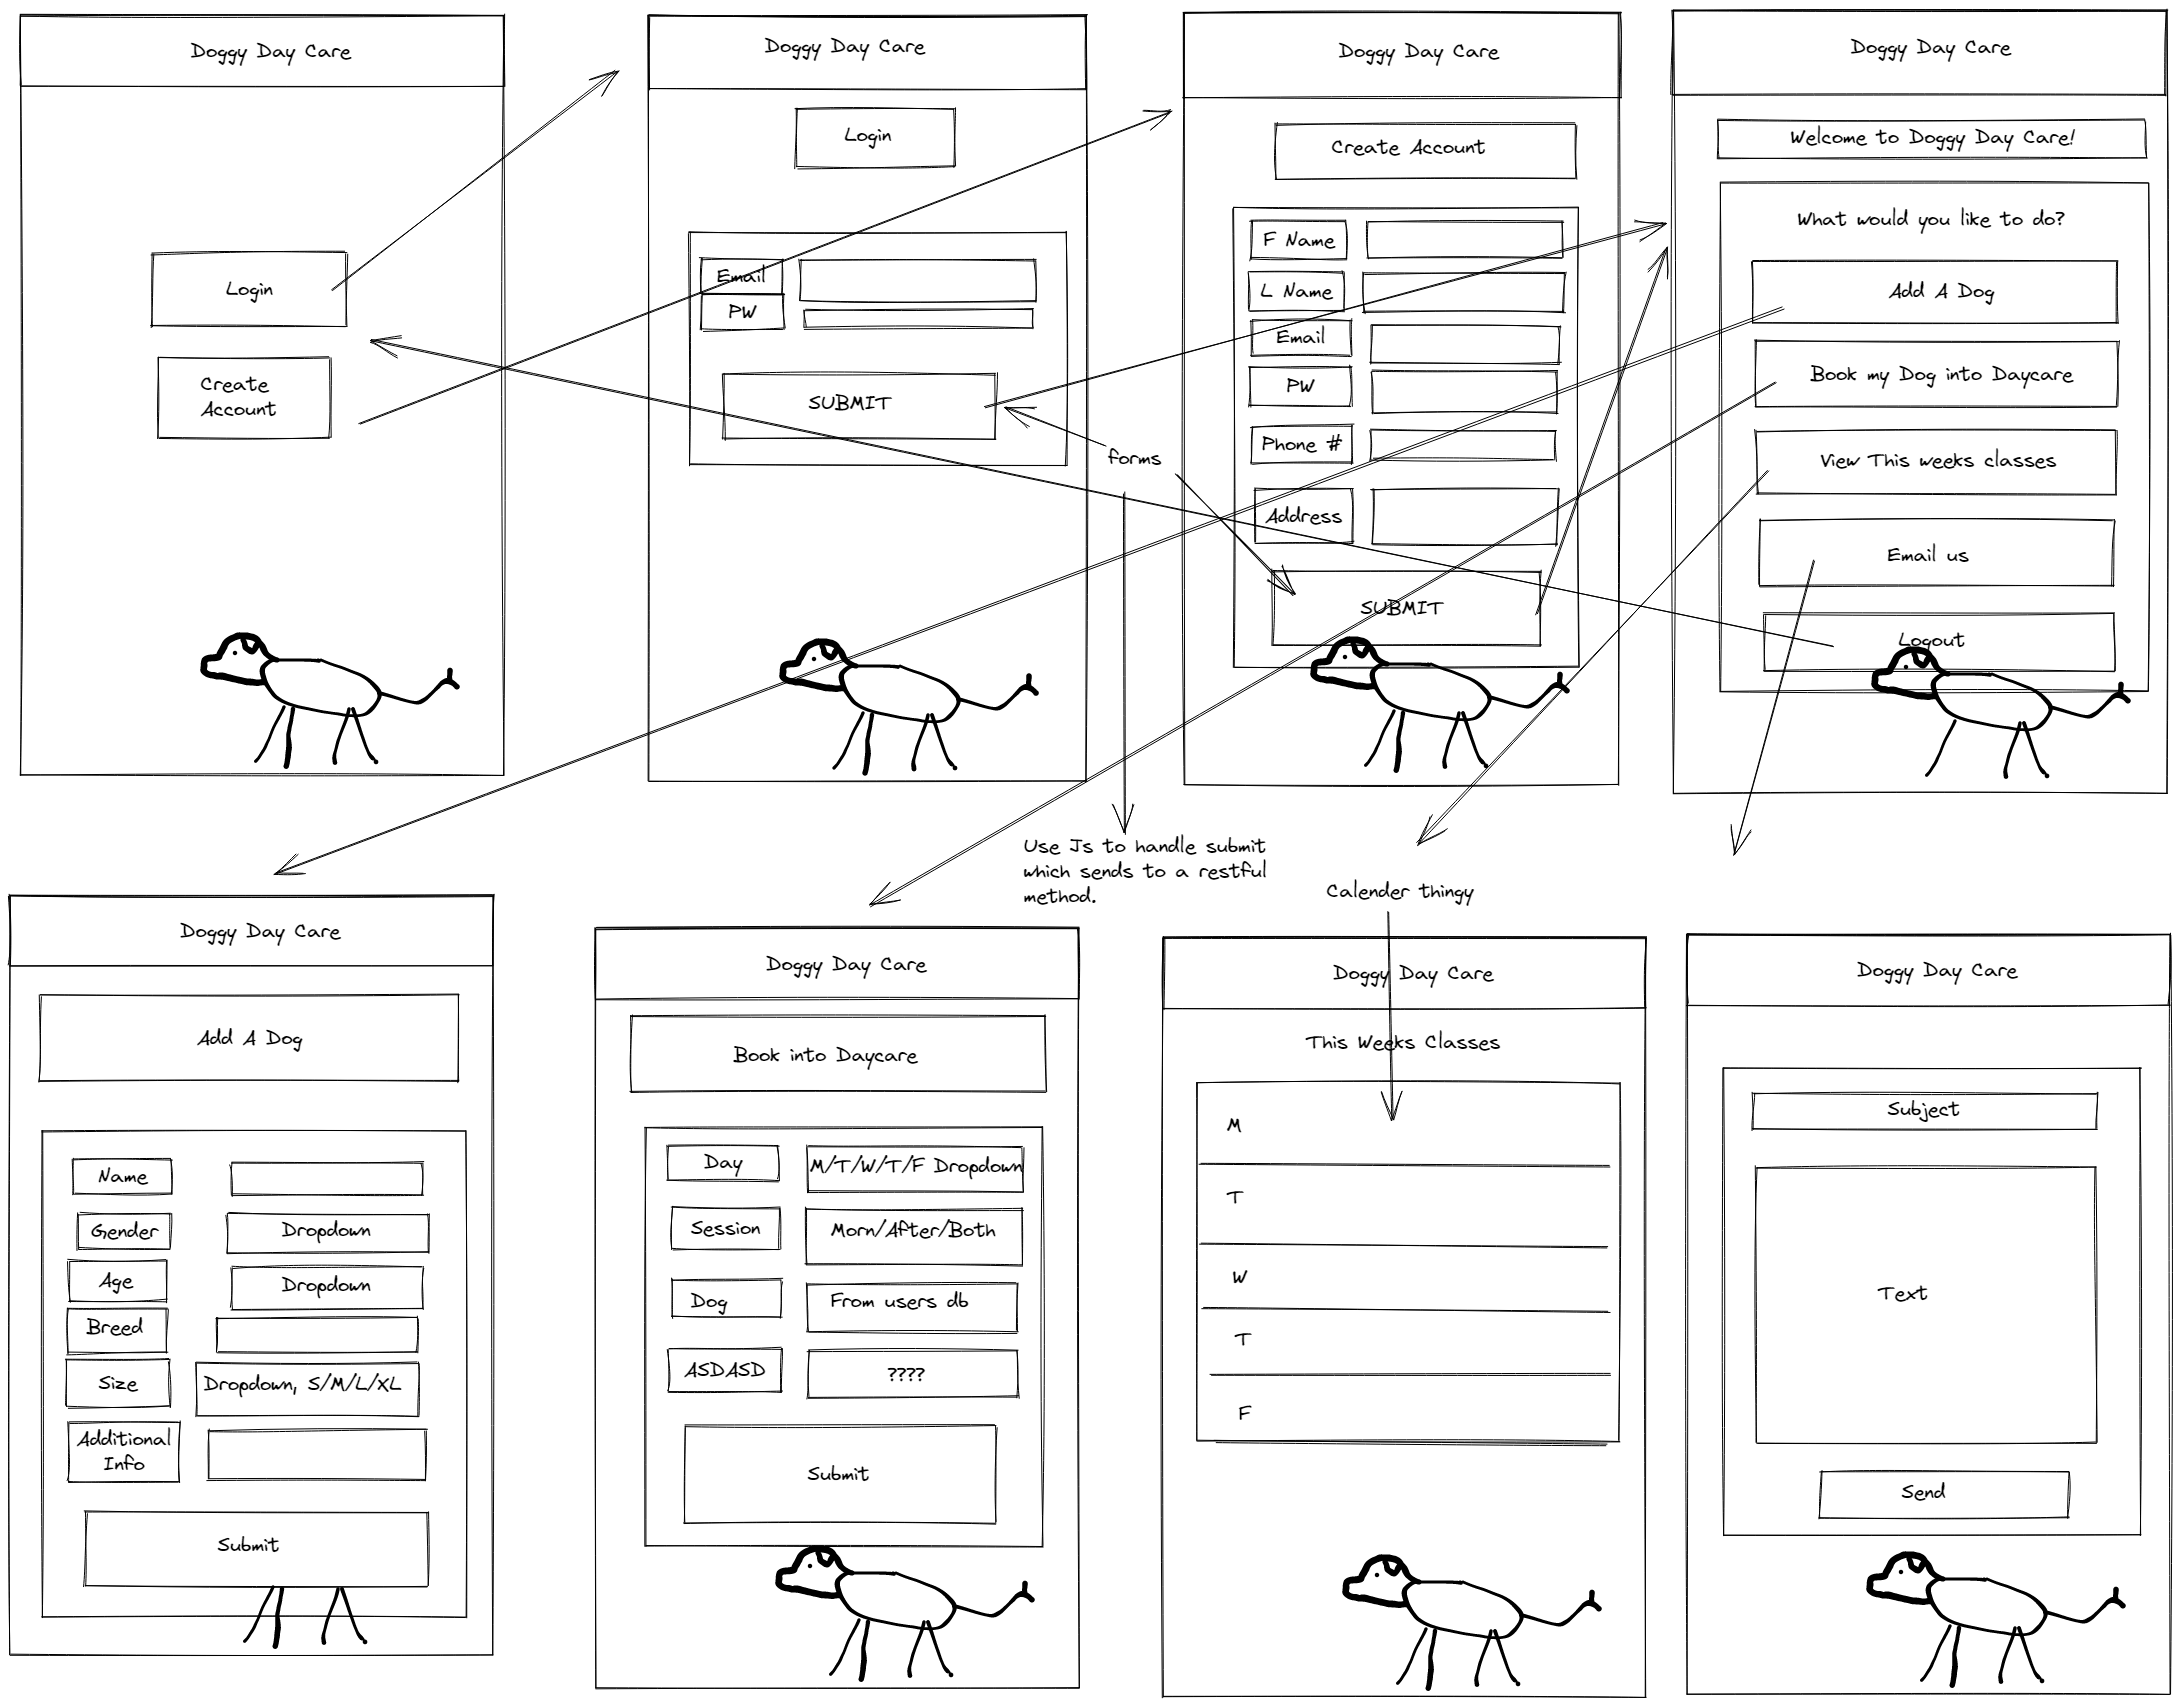 Doggy Day Care
Login
Create
Account
Doggy Day Care
Login
Email
PW
SUBMIT
forms
Use Js to handle submit
which sends to a restful
method.
Doggy Day Care
Create Account
F Name
L Name
Email
PW
Phone #
Address
SUBMIT
Doggy Day Care
Welcome to Doggy Day Care!
What would you like to do?
Add A Dog
Book my Dog into Daycare
View This weeks classes
Email us
Logout
Doggy Day Care
Add A Dog
Name
Gender
Dropdown
Age
Dropdown
Breed
Size
Dropdown, S/M/L/XL
Additional
Info
Submit
Doggy Day Care
Book into Daycare
Day
M/T/W/T/F Dropdown
Session
Morn/After/Both
Dog
From users db
ASDASD
????
Submit
Calender thingy
Doggy Day Care
This Weeks Classes
M
T
W
T
F
Doggy Day Care
Subject
Text
Send